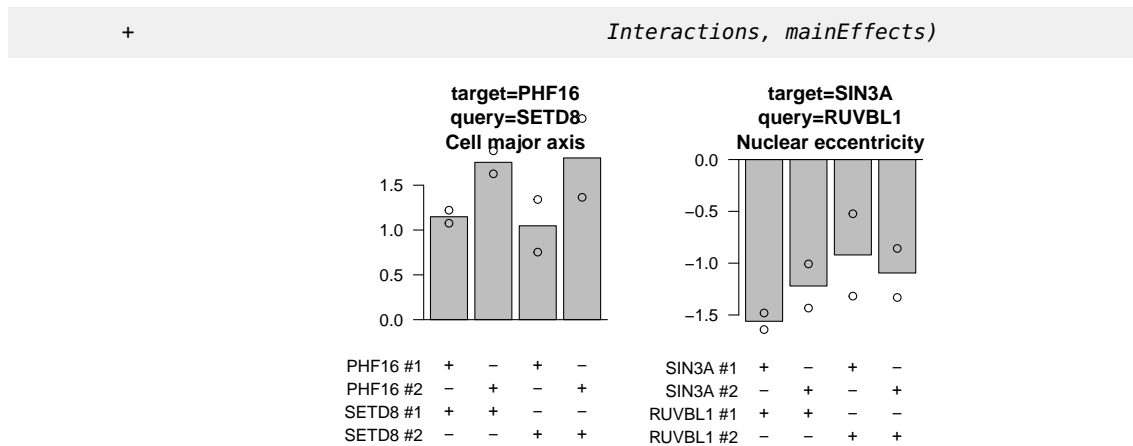 + Interactions, mainEffects)
target=PHF16
query=SETD8
Cell major axis
1.5
1.0
0.5
0.0
PHF16 #1 + − + −
PHF16 #2 − + − +
SETD8 #1 + + − −
SETD8 #2 − − + +
target=SIN3A
query=RUVBL1
Nuclear eccentricity
0.0
−0.5
−1.0
−1.5
SIN3A #1 + − + −
SIN3A #2 − + − +
RUVBL1 #1 + + − −
RUVBL1 #2 − − + +